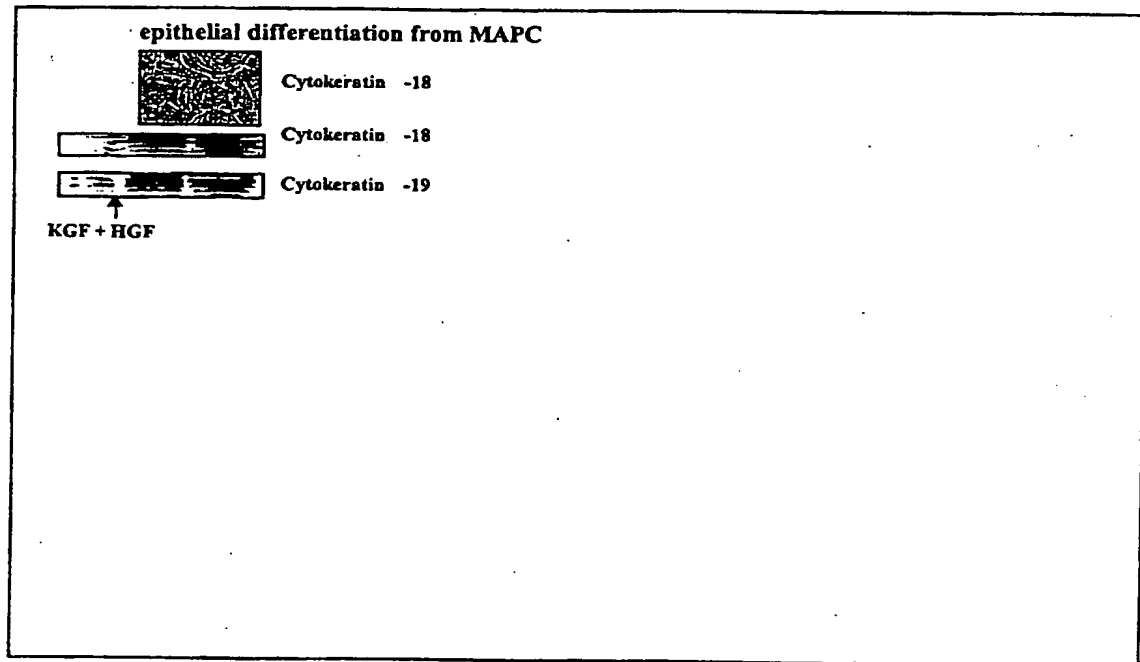 epithelial differentiation from MAPC
Cytokeratin -18
Cytokeratin -18
Cytokeratin -19
KGF + HGF